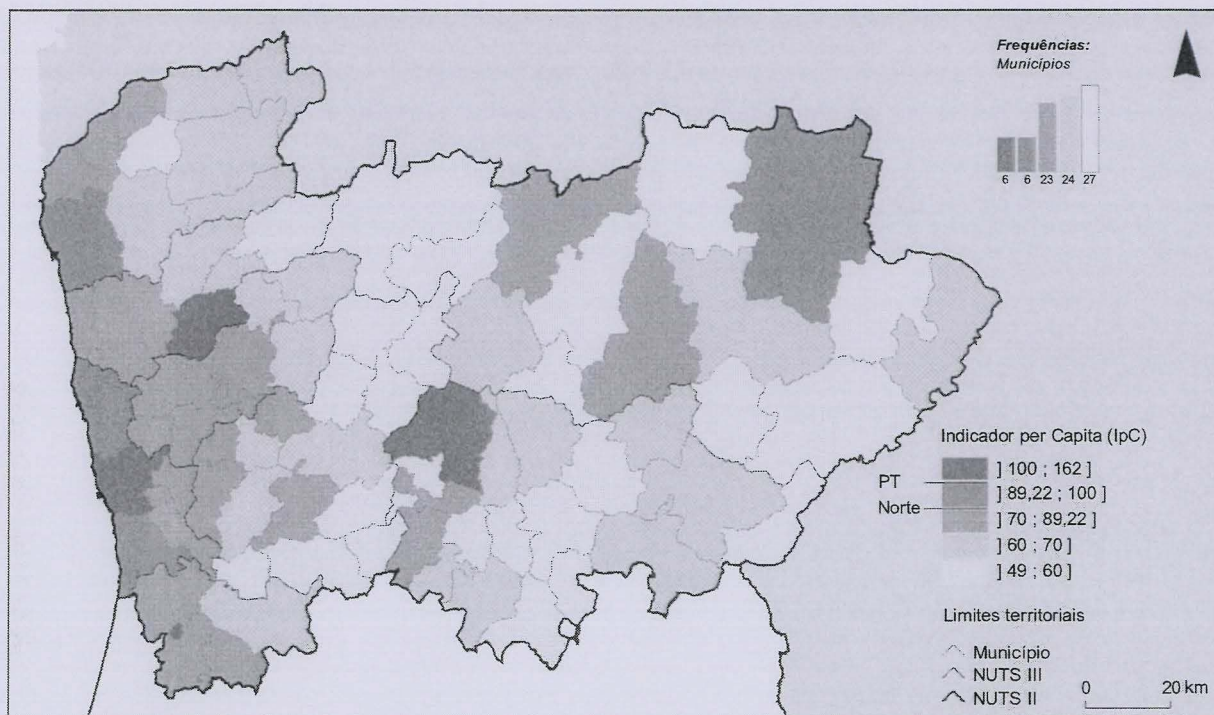 Frequências:
Municípios
6 6 23 24 27
Indicador per Capita (IpC)
] 100 ; 162 ]
PT
] 89,22 ; 100 ]
Norte
] 70 ; 89,22 ]
] 60 ; 70 ]
] 49 ; 60 ]
Limites territoriais
Município
NUTS III
NUTS II
0 20 km